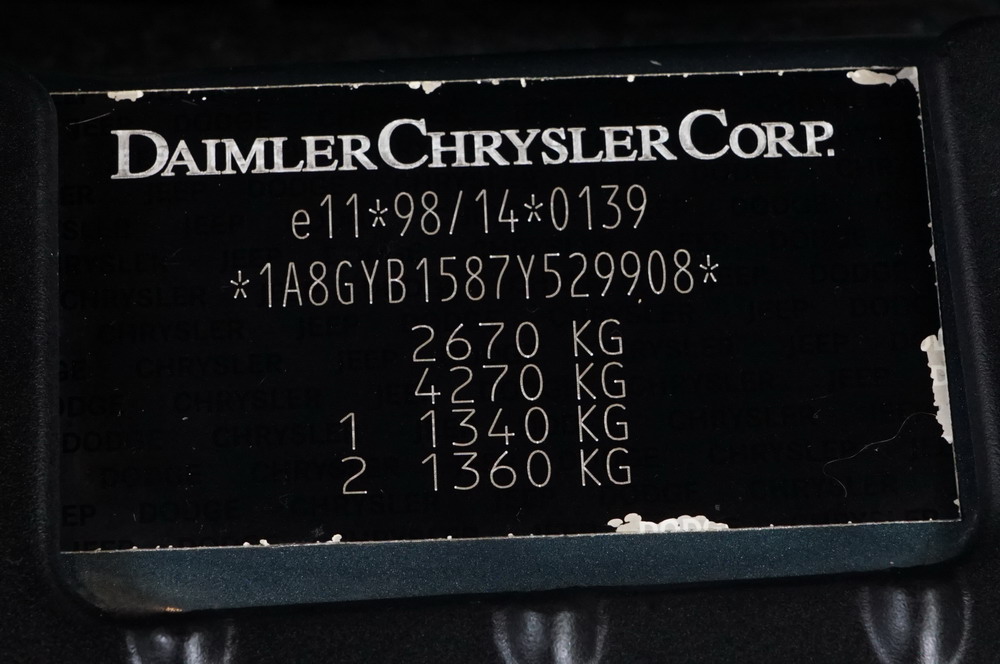 DAIMLERCHRYSLER CORP.
e11*98/14*0139
*1A8GYB1587Y529908*
2670 KG
4270 KG
1 1340 KG
2 1360 KG